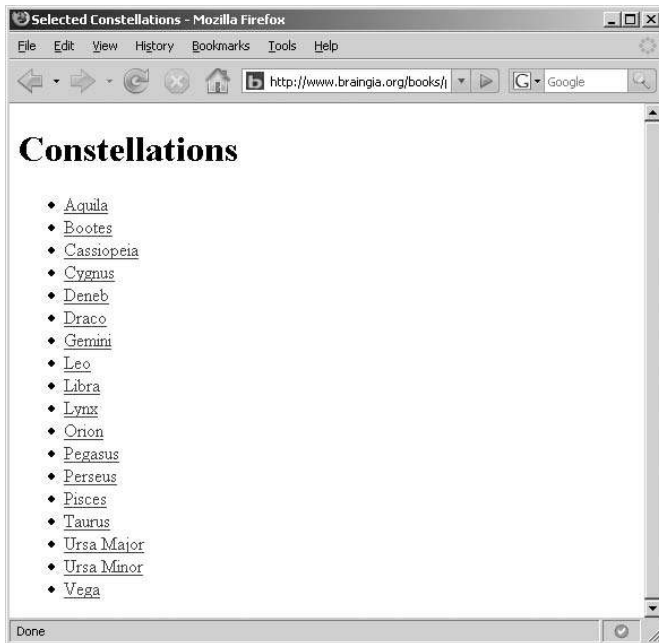 Selected Constellations - Mozilla Firefox
File Edit View History Bookmarks Tools Help
http://www.braingia.org/books/ G Google
Constellations
Aquila
Bootes
Cassiopeia
Cygnus
Deneb
Draco
Gemini
Leo
Libra
Lynx
Orion
Pegasus
Perseus
Pisces
Taurus
Ursa Major
Ursa Minor
Vega
Done